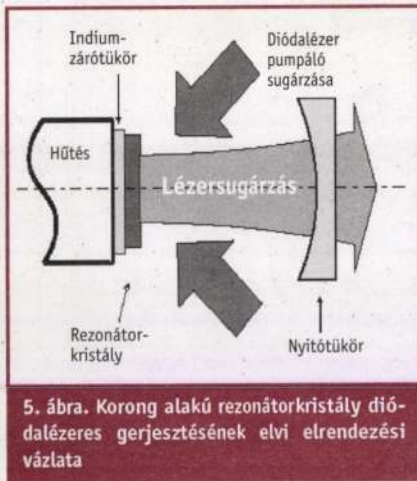 Indium-
zárótükör
Diódalézer
pumpáló
sugárzása
Hűtés
Lézersugárzás
Rezonátor-
kristály
Nyitótükör
5. ábra. Korong alakú rezonátorkristály dió-
dalézeres gerjesztésének elvi elrendezési
vázlata